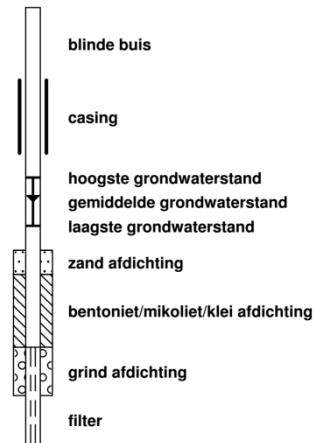 blinde buis
casing
hoogste grondwaterstand
gemiddelde grondwaterstand
laagste grondwaterstand
zand afdichting
bentoniet/mikoliet/klei afdichting
grind afdichting
filter